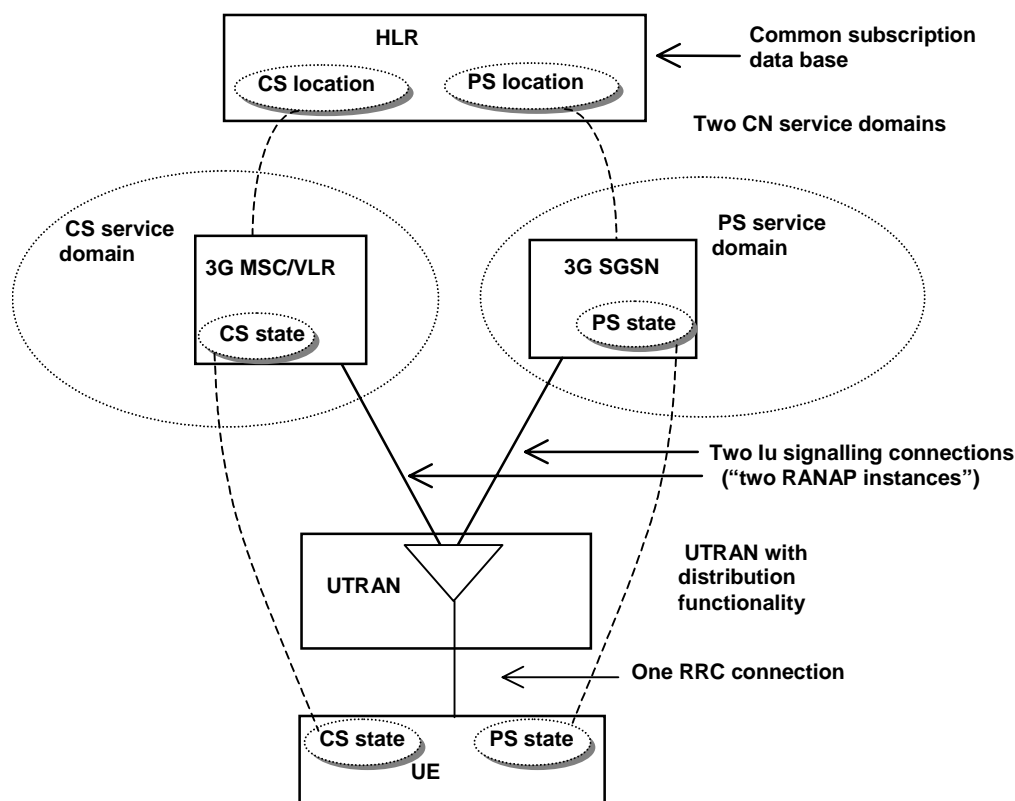 HLR
Common subscription
data base
CS location
PS location
Two CN service domains
CS service
domain
PS service
domain
3G MSC/VLR
3G SGSN
CS state
PS state
Two Iu signalling connections
(“two RANAP instances”)
UTRAN with
distribution
functionality
UTRAN
One RRC connection
CS state
PS state
UE